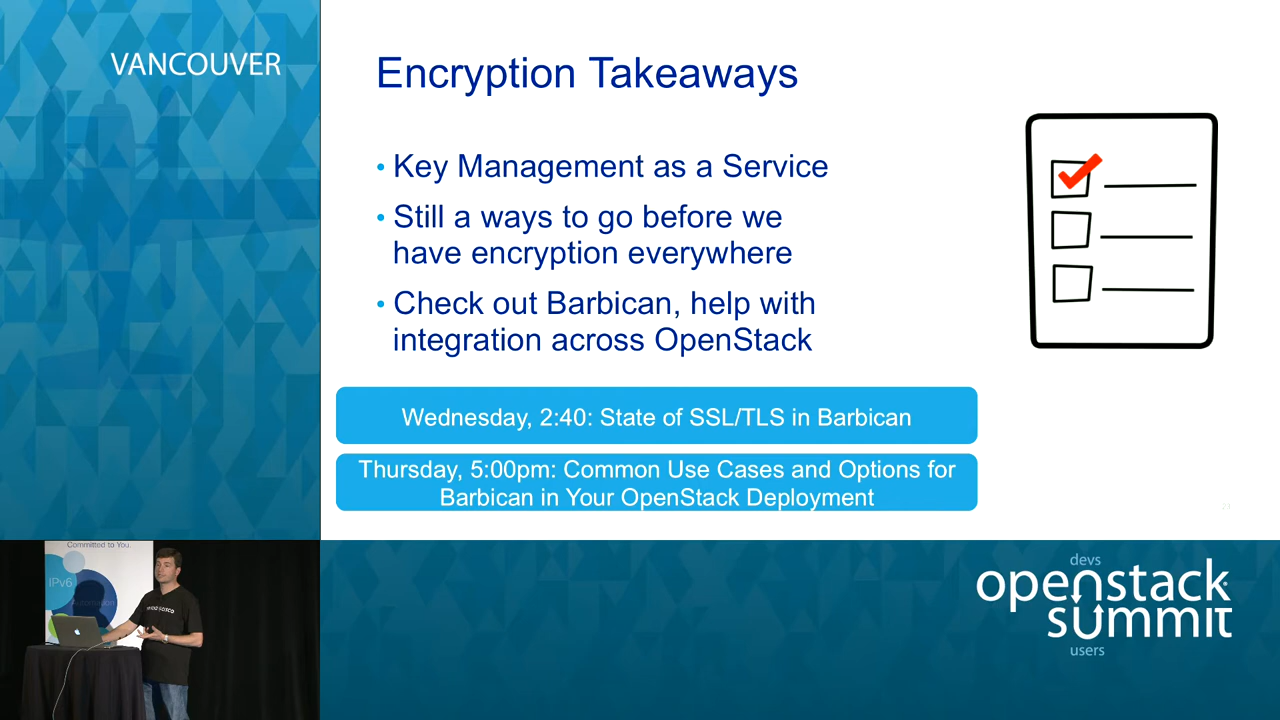 VANCOUVER
Encryption Takeaways
• Key Management as a Service
• Still a ways to go before we
have encryption everywhere
• Check out Barbican, help with
integration across OpenStack
Wednesday, 2:40: State of SSL/TLS in Barbican
Thursday, 5:00pm: Common Use Cases and Options for
Barbican in Your OpenStack Deployment
Committed to You.
IPv6
devs
openstack
summit
users